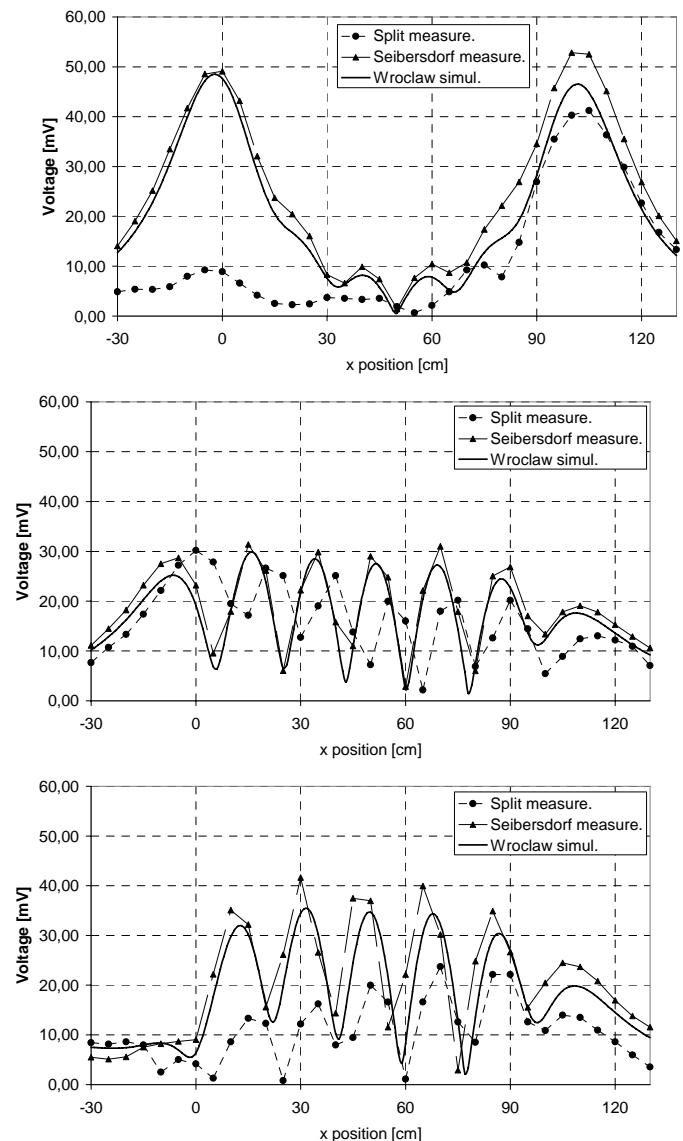 60,00
50,00
40,00
30,00
20,00
10,00
0,00
Voltage [mV]
Split measure.
Seibersdorf measure.
Wroclaw simul.
-30 0 30 60 90 120
x position [cm]
60,00
50,00
40,00
30,00
20,00
10,00
0,00
Voltage [mV]
Split measure.
Seibersdorf measure.
Wroclaw simul.
-30 0 30 60 90 120
x position [cm]
60,00
50,00
40,00
30,00
20,00
10,00
0,00
Voltage [mV]
Split measure.
Seibersdorf measure.
Wroclaw simul.
-30 0 30 60 90 120
x position [cm]